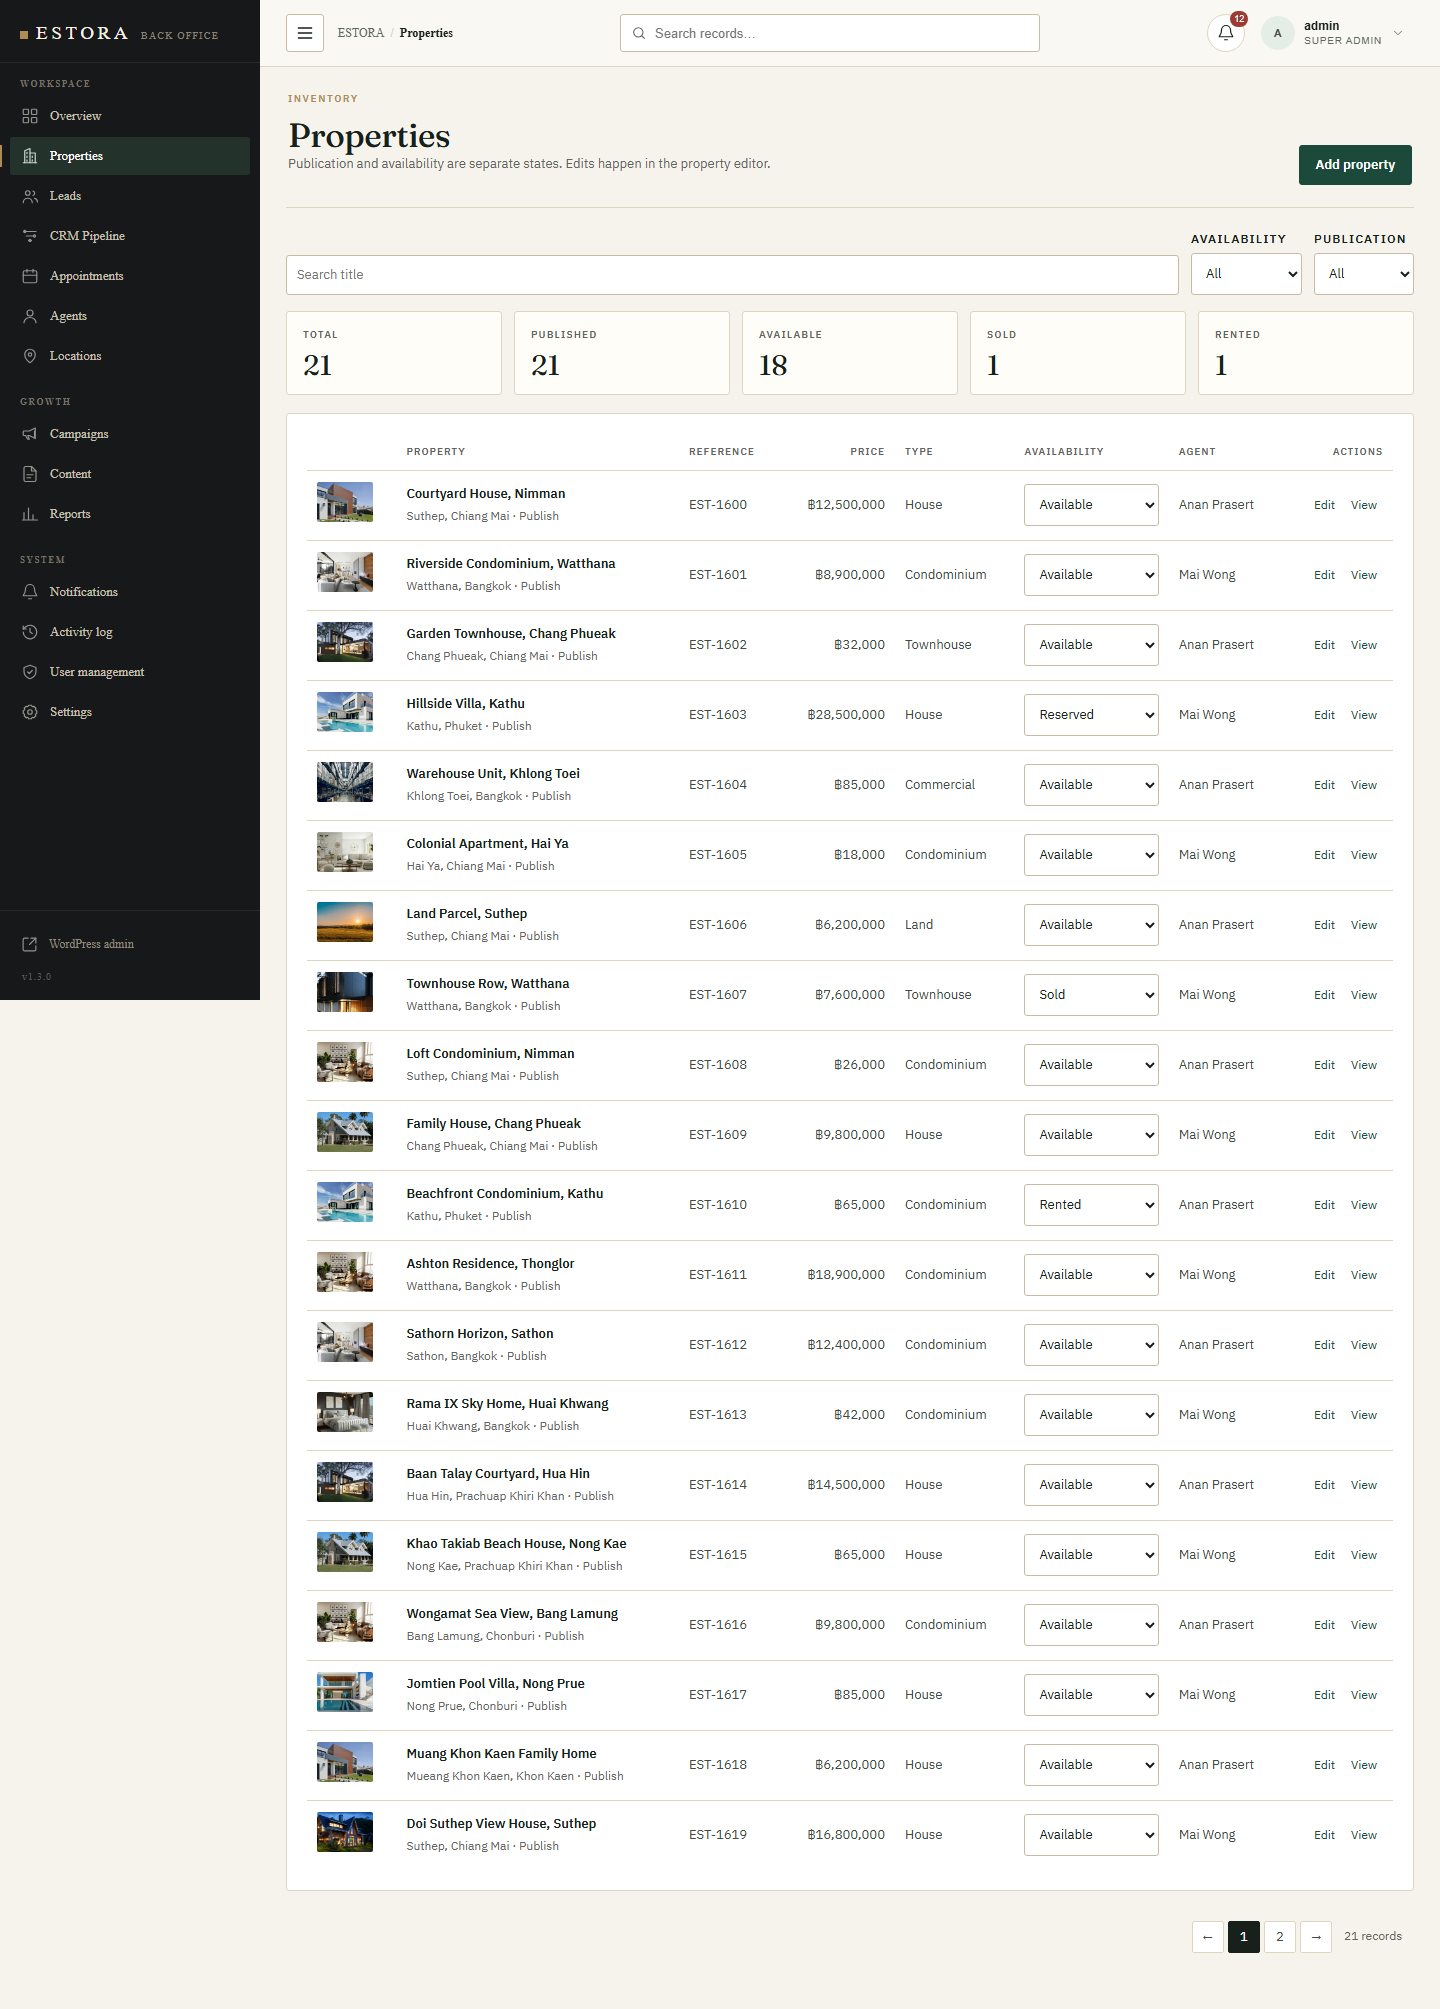 ESTORA BACK OFFICE
WORKSPACE
Overview
Properties
Leads
CRM Pipeline
Appointments
Agents
Locations
GROWTH
Campaigns
Content
Reports
SYSTEM
Notifications
Activity log
User management
Settings
WordPress admin
v1.3.0
ESTORA / Properties
Search records...
12
A
admin
SUPER ADMIN
INVENTORY
Properties
Publication and availability are separate states. Edits happen in the property editor.
Add property
Search title
AVAILABILITY
All
PUBLICATION
All
TOTAL
21
PUBLISHED
21
AVAILABLE
18
SOLD
1
RENTED
1
PROPERTY REFERENCE PRICE TYPE AVAILABILITY AGENT ACTIONS
Courtyard House, Nimman
Suthep, Chiang Mai · Publish
EST-1600 ฿12,500,000 House Available Anan Prasert Edit View
Riverside Condominium, Watthana
Watthana, Bangkok · Publish
EST-1601 ฿8,900,000 Condominium Available Mai Wong Edit View
Garden Townhouse, Chang Phueak
Chang Phueak, Chiang Mai · Publish
EST-1602 ฿32,000 Townhouse Available Anan Prasert Edit View
Hillside Villa, Kathu
Kathu, Phuket · Publish
EST-1603 ฿28,500,000 House Reserved Mai Wong Edit View
Warehouse Unit, Khlong Toei
Khlong Toei, Bangkok · Publish
EST-1604 ฿85,000 Commercial Available Anan Prasert Edit View
Colonial Apartment, Hai Ya
Hai Ya, Chiang Mai · Publish
EST-1605 ฿18,000 Condominium Available Mai Wong Edit View
Land Parcel, Suthep
Suthep, Chiang Mai · Publish
EST-1606 ฿6,200,000 Land Available Anan Prasert Edit View
Townhouse Row, Watthana
Watthana, Bangkok · Publish
EST-1607 ฿7,600,000 Townhouse Sold Mai Wong Edit View
Loft Condominium, Nimman
Suthep, Chiang Mai · Publish
EST-1608 ฿26,000 Condominium Available Anan Prasert Edit View
Family House, Chang Phueak
Chang Phueak, Chiang Mai · Publish
EST-1609 ฿9,800,000 House Available Mai Wong Edit View
Beachfront Condominium, Kathu
Kathu, Phuket · Publish
EST-1610 ฿65,000 Condominium Rented Anan Prasert Edit View
Ashton Residence, Thonglor
Watthana, Bangkok · Publish
EST-1611 ฿18,900,000 Condominium Available Mai Wong Edit View
Sathorn Horizon, Sathon
Sathon, Bangkok · Publish
EST-1612 ฿12,400,000 Condominium Available Anan Prasert Edit View
Rama IX Sky Home, Huai Khwang
Huai Khwang, Bangkok · Publish
EST-1613 ฿42,000 Condominium Available Mai Wong Edit View
Baan Talay Courtyard, Hua Hin
Hua Hin, Prachuap Khiri Khan · Publish
EST-1614 ฿14,500,000 House Available Anan Prasert Edit View
Khao Takiab Beach House, Nong Kae
Nong Kae, Prachuap Khiri Khan · Publish
EST-1615 ฿65,000 House Available Mai Wong Edit View
Wongamat Sea View, Bang Lamung
Bang Lamung, Chonburi · Publish
EST-1616 ฿9,800,000 Condominium Available Anan Prasert Edit View
Jomtien Pool Villa, Nong Prue
Nong Prue, Chonburi · Publish
EST-1617 ฿85,000 House Available Mai Wong Edit View
Muang Khon Kaen Family Home
Mueang Khon Kaen, Khon Kaen · Publish
EST-1618 ฿6,200,000 House Available Anan Prasert Edit View
Doi Suthep View House, Suthep
Suthep, Chiang Mai · Publish
EST-1619 ฿16,800,000 House Available Mai Wong Edit View
← 1 2 → 21 records